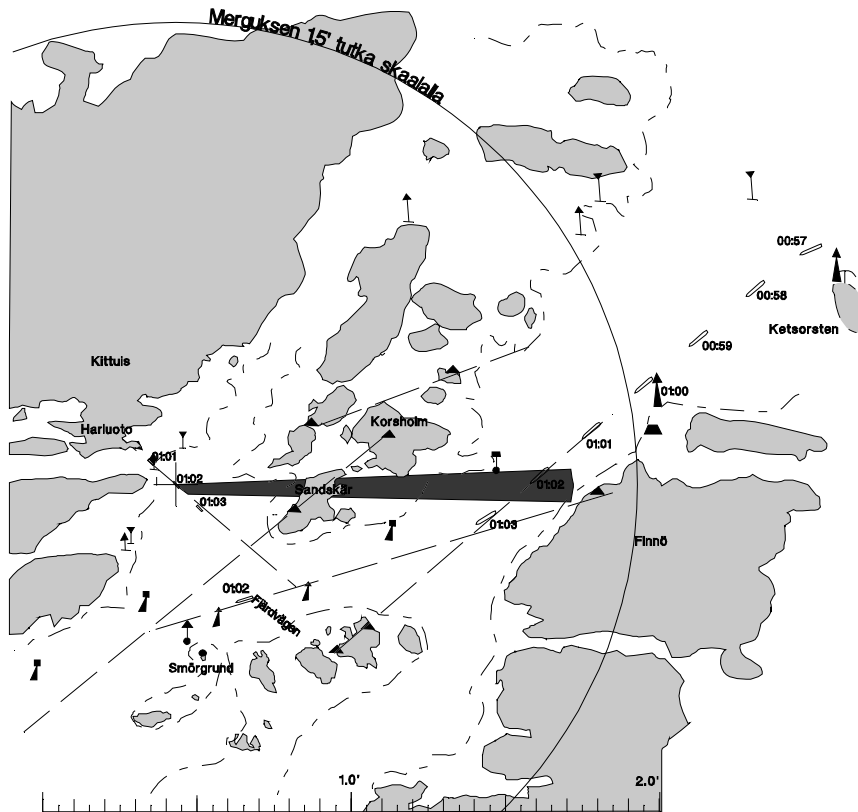 Merguksen 1,5' tutka skaalalla
00:57
00:58
Ketsorsten
00:59
Kittuis
01:00
Korsholm
Harluoto
01:01
01:01
01:02
Sandskär
01:02
01:03
01:03
Finnö
01:02
Fjärdvägen
Smörgrund
1.0'
2.0'